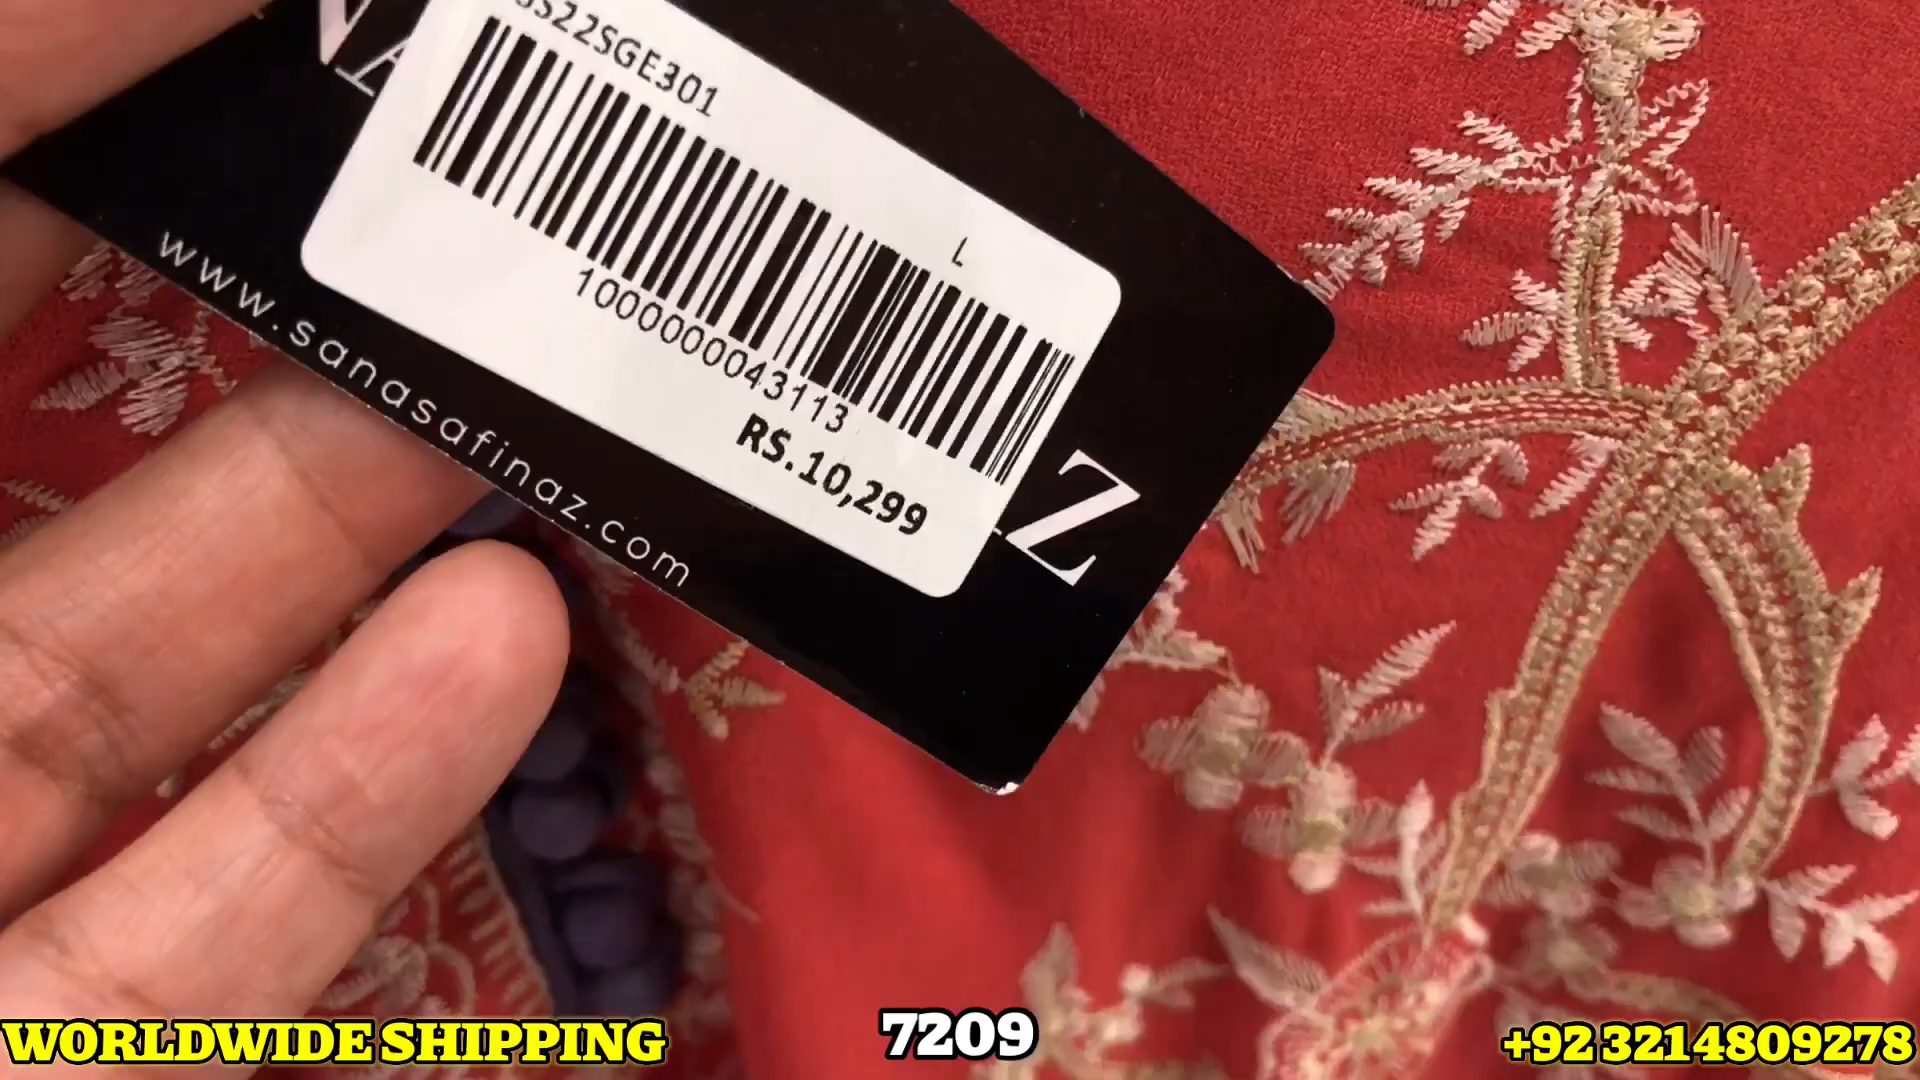 S22SGE301
L
1000000043113
RS.10,299
www.sanasafinaz.com
Z
WORLDWIDE SHIPPING
7209
+92 3214809278